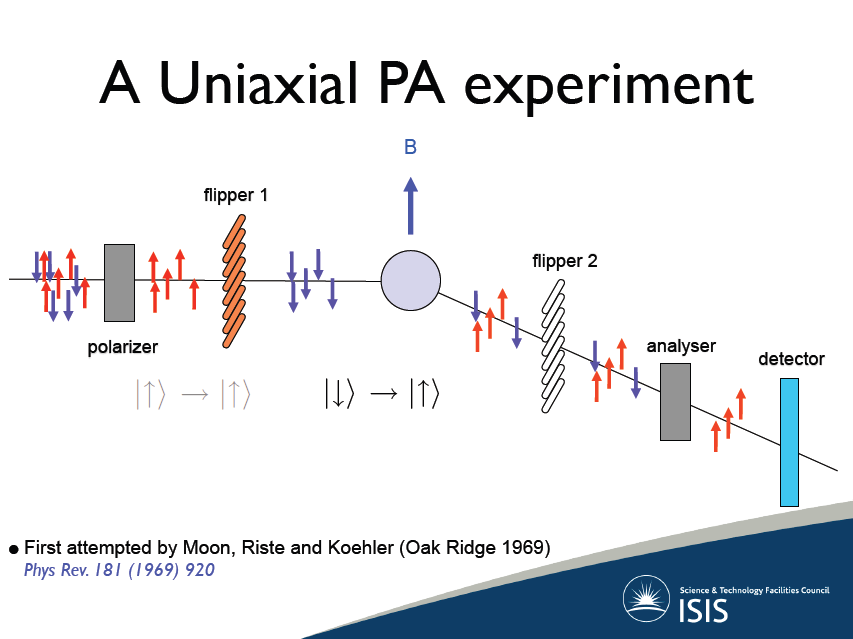 A Uniaxial PA experiment
B
flipper 1
flipper 2
polarizer
analyser
detector
|↑⟩ → |↑⟩
|↓⟩ → |↑⟩
● First attempted by Moon, Riste and Koehler (Oak Ridge 1969)
Phys Rev. 181 (1969) 920
Science & Technology Facilities Council
ISIS